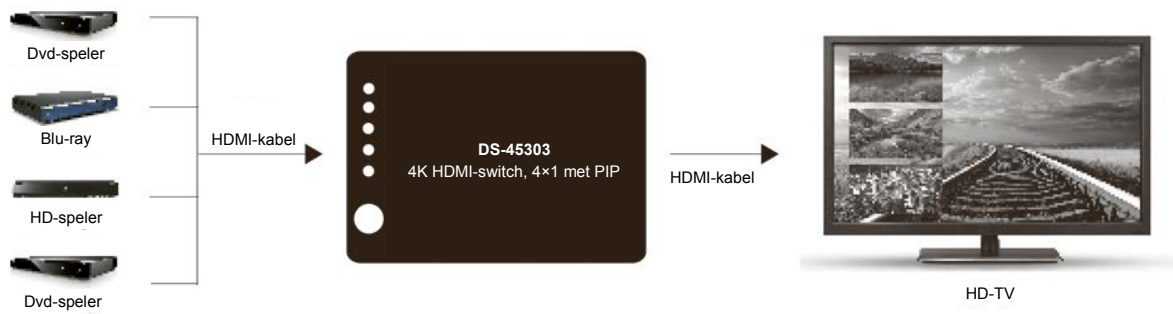 Dvd-speler
Blu-ray
HD-speler
Dvd-speler
HDMI-kabel
DS-45303
4K HDMI-switch, 4×1 met PIP
HDMI-kabel
HD-TV